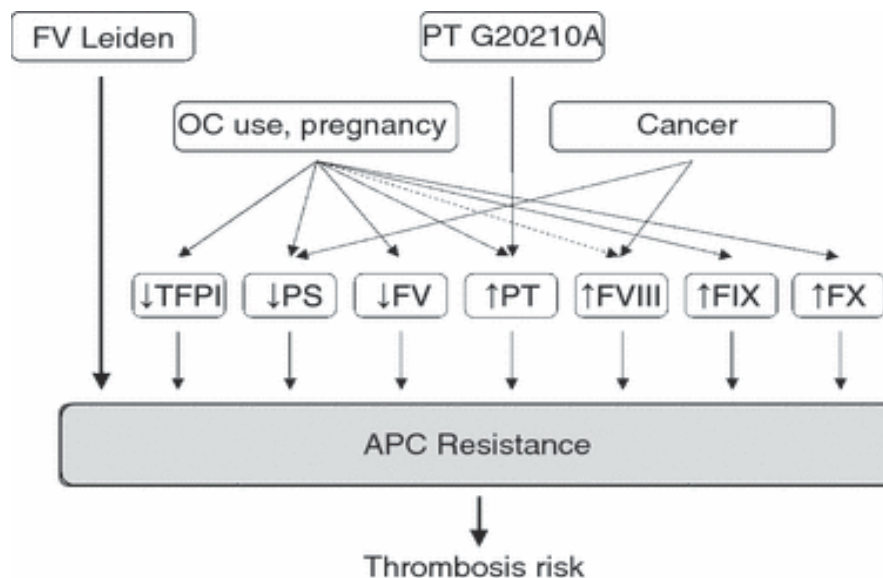 FV Leiden
PT G20210A
OC use, pregnancy
Cancer
↓TFPI
↓PS
↓FV
↑PT
↑FVIII
↑FIX
↑FX
APC Resistance
Thrombosis risk